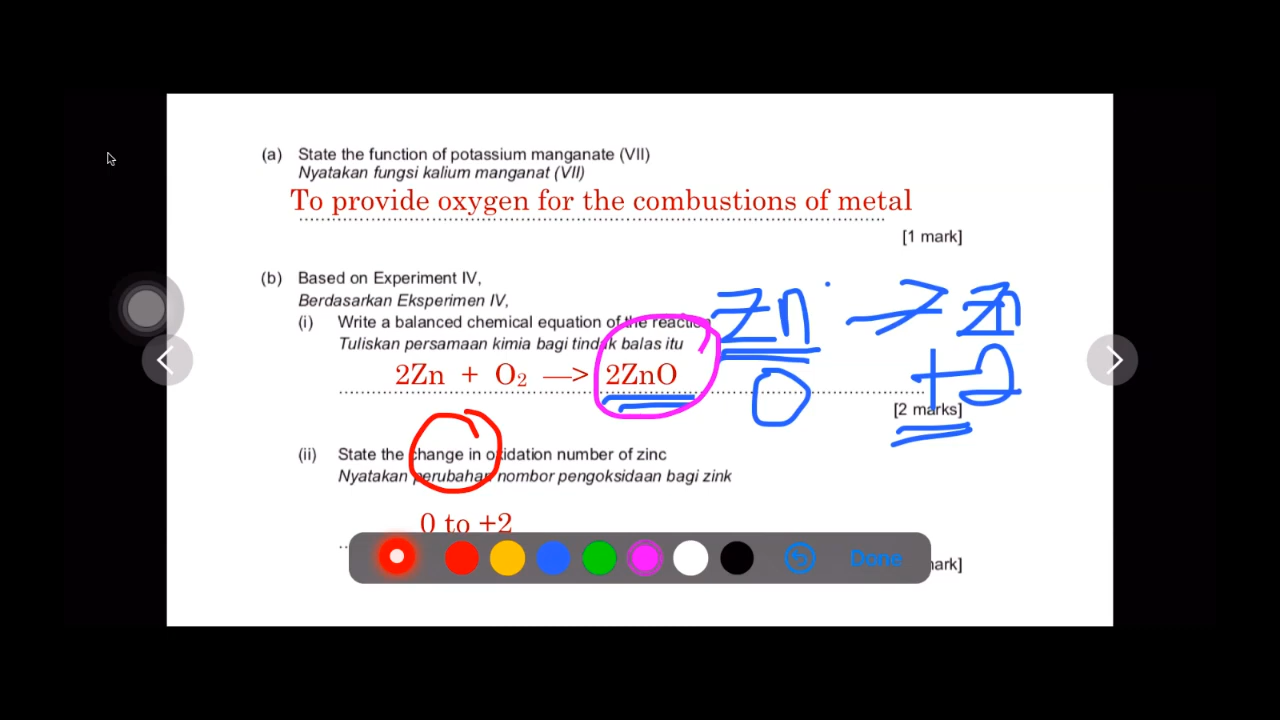 (a) State the function of potassium manganate (VII)
Nyatakan fungsi kalium manganat (VII)
To provide oxygen for the combustions of metal
[1 mark]
(b) Based on Experiment IV,
Berdasarkan Eksperimen IV,
(i) Write a balanced chemical equation of the reaction
Tuliskan persamaan kimia bagi tindak balas itu
2Zn + O₂ —> 2ZnO
Zn → Zn
0 +2
[2 marks]
(ii) State the change in oxidation number of zinc
Nyatakan perubahan nombor pengoksidaan bagi zink
0 to +2
Done